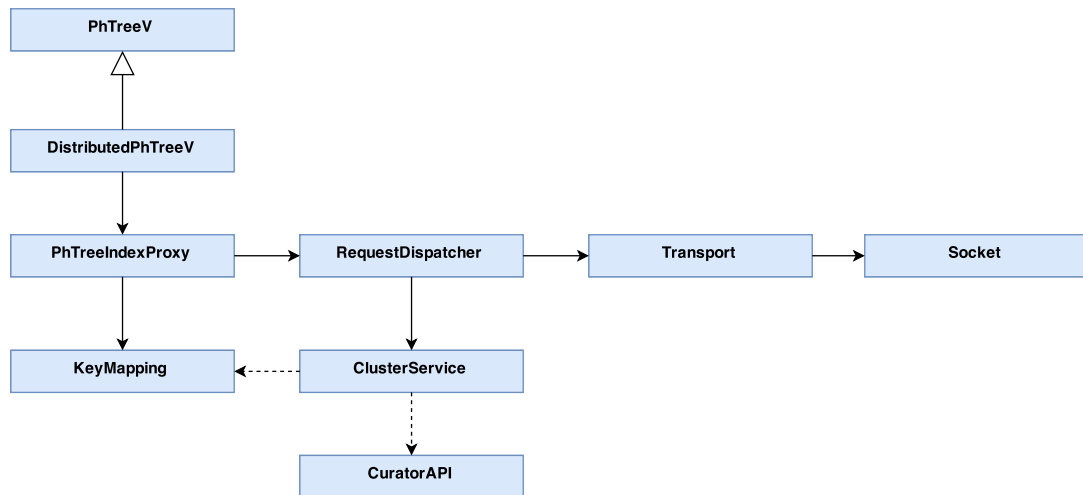 PhTreeV
DistributedPhTreeV
PhTreeIndexProxy
RequestDispatcher
Transport
Socket
KeyMapping
ClusterService
CuratorAPI